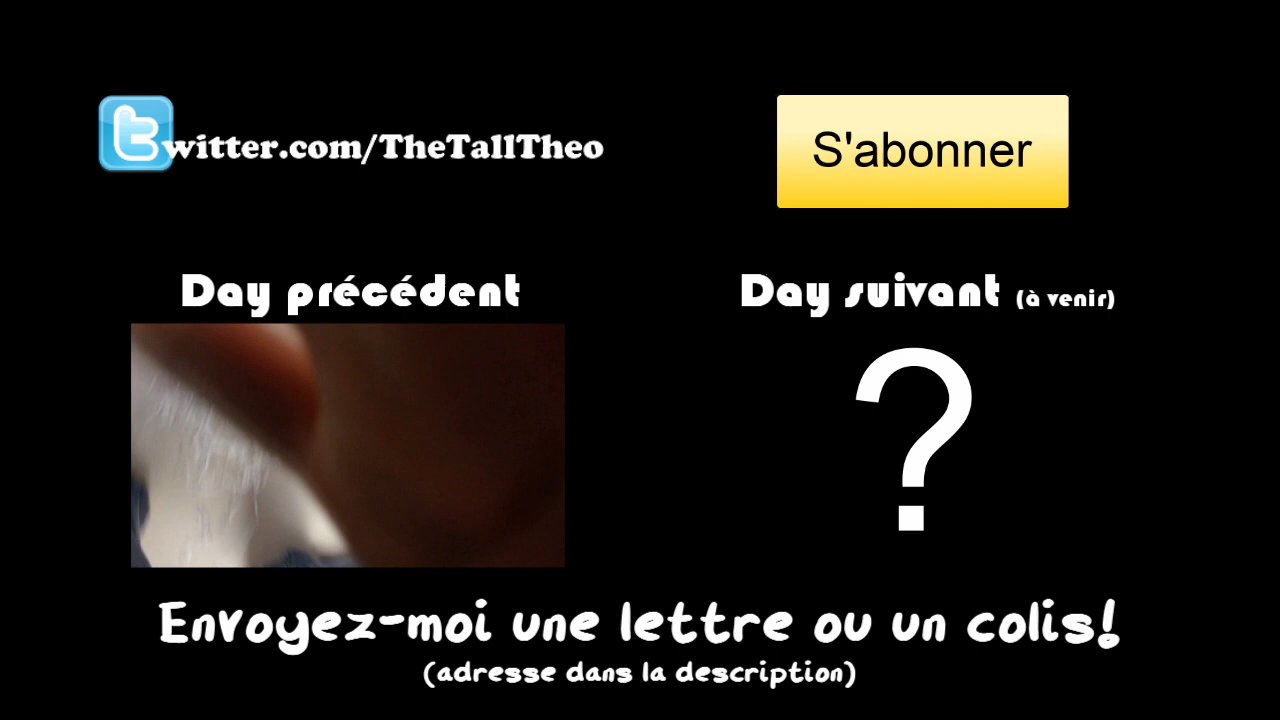 twitter.com/TheTallTheo
S'abonner
Day précédent
Day suivant (à venir)
?
Envoyez-moi une lettre ou un colis!
(adresse dans la description)